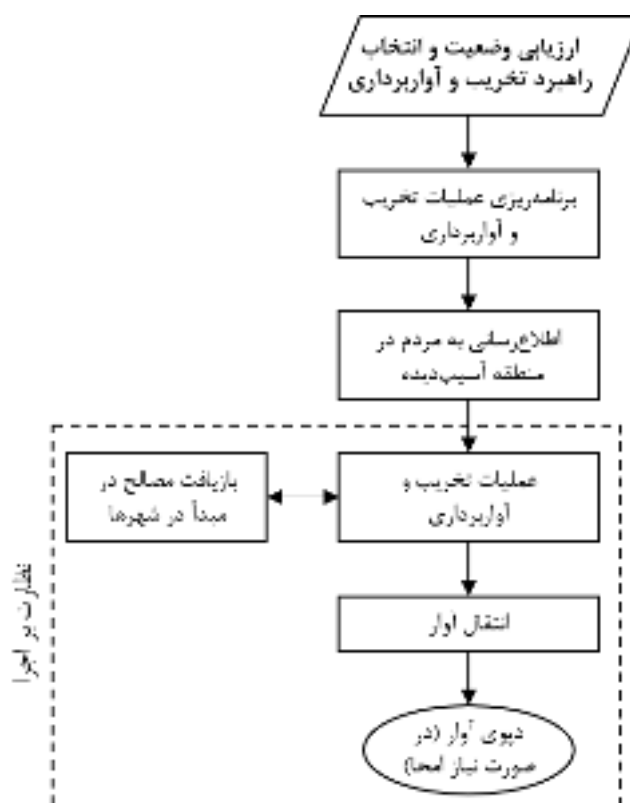 ارزیابی وضعیت و انتخاب
راهبرد تخریب و آواربرداری
برنامه‌ریزی عملیات تخریب
و آواربرداری
اطلاع‌رسانی به مردم در
منطقه آسیب‌دیده
عملیات تخریب و
آواربرداری
بازیافت مصالح در
مبدأ در شهرها
انتقال آوار
دپوی آوار (در
صورت نیاز امحا)
نظارت بر اجرا